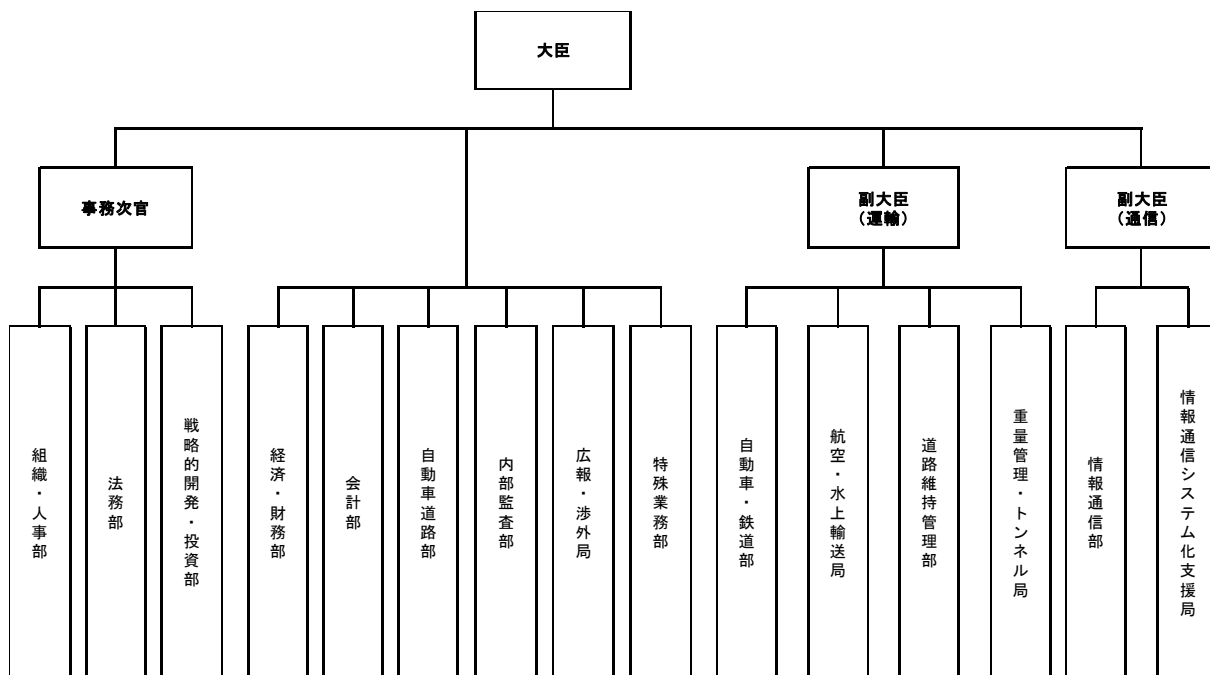 大臣
事務次官
副大臣
（運輸）
副大臣
（通信）
組織・人事部
法務部
戦略的開発・投資部
経済・財務部
会計部
自動車道路部
内部監査部
広報・渉外局
特殊業務部
自動車・鉄道部
航空・水上輸送局
道路維持管理部
重量管理・トンネル局
情報通信部
情報通信システム化支援局